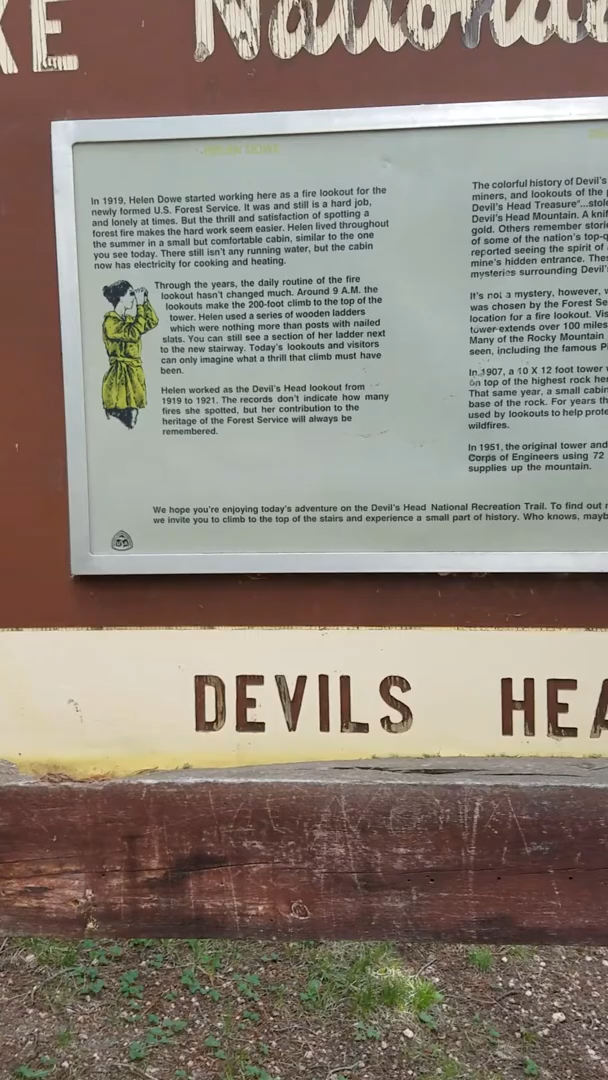 KE National
HELEN DOWE
In 1919, Helen Dowe started working here as a fire lookout for the
newly formed U.S. Forest Service. It was and still is a hard job,
and lonely at times. But the thrill and satisfaction of spotting a
forest fire makes the hard work seem easier. Helen lived throughout
the summer in a small but comfortable cabin, similar to the one
you see today. There still isn't any running water, but the cabin
now has electricity for cooking and heating.
Through the years, the daily routine of the fire
lookout hasn't changed much. Around 9 A.M. the
lookouts make the 200-foot climb to the top of the
tower. Helen used a series of wooden ladders
which were nothing more than posts with nailed
slats. You can still see a section of her ladder next
to the new stairway. Today's lookouts and visitors
can only imagine what a thrill that climb must have
been.
Helen worked as the Devil's Head lookout from
1919 to 1921. The records don't indicate how many
fires she spotted, but her contribution to the
heritage of the Forest Service will always be
remembered.
The colorful history of Devil's
miners, and lookouts of the
Devil's Head Treasure"...stole
Devil's Head Mountain. A kni
gold. Others remember storie
of some of the nation's top-
reported seeing the spirit of
mine's hidden entrance. The
mysteries surrounding Devil'
It's not a mystery, however, w
was chosen by the Forest Se
location for a fire lookout. Vis
tower extends over 100 miles
Many of the Rocky Mountain
seen, including the famous P
In 1907, a 10 X 12 foot tower
on top of the highest rock he
That same year, a small cabin
base of the rock. For years th
used by lookouts to help prote
wildfires.
In 1951, the original tower and
Corps of Engineers using 72
supplies up the mountain.
We hope you're enjoying today's adventure on the Devil's Head National Recreation Trail. To find out
we invite you to climb to the top of the stairs and experience a small part of history. Who knows, mayb
DEVILS HEA